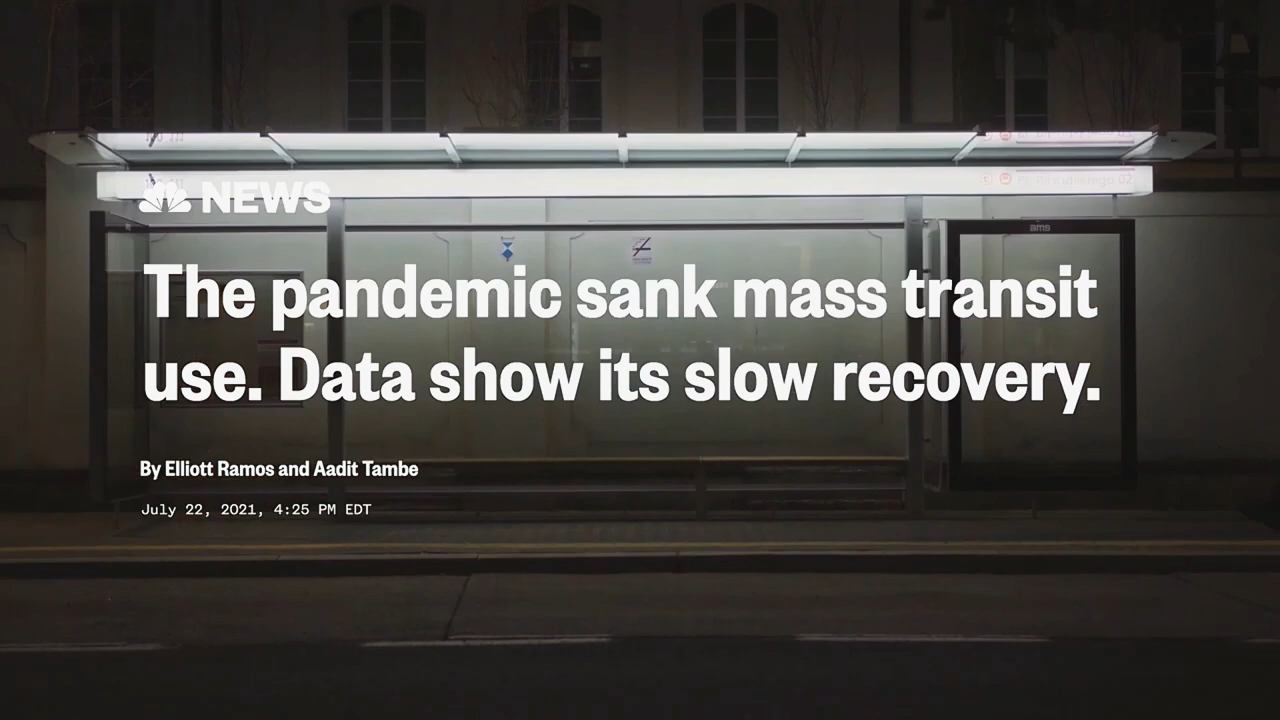 NEWS
ams
The pandemic sank mass transit
use. Data show its slow recovery.
By Elliott Ramos and Aadit Tambe
July 22, 2021, 4:25 PM EDT